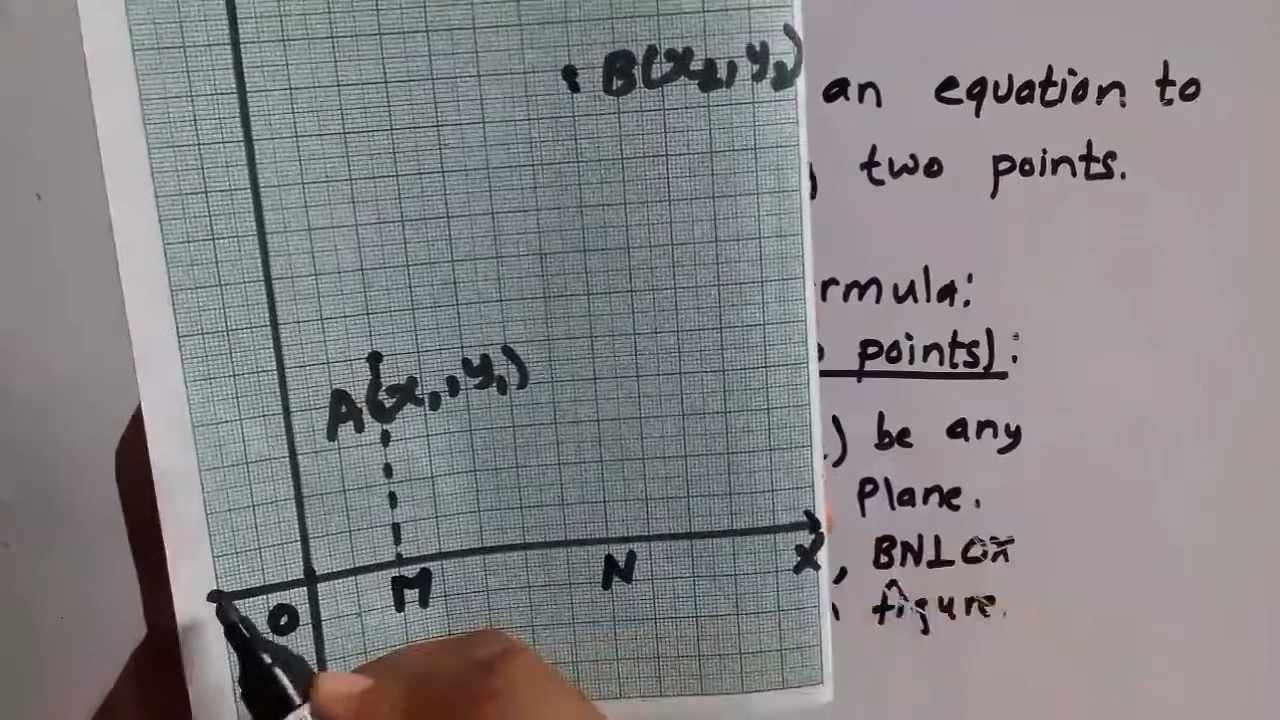 B(x₂, y₂)
A(x₁, y₁)
O M N X
an equation to
two points.
rmula:
points):
) be any
plane.
, BN⊥OX
figure.